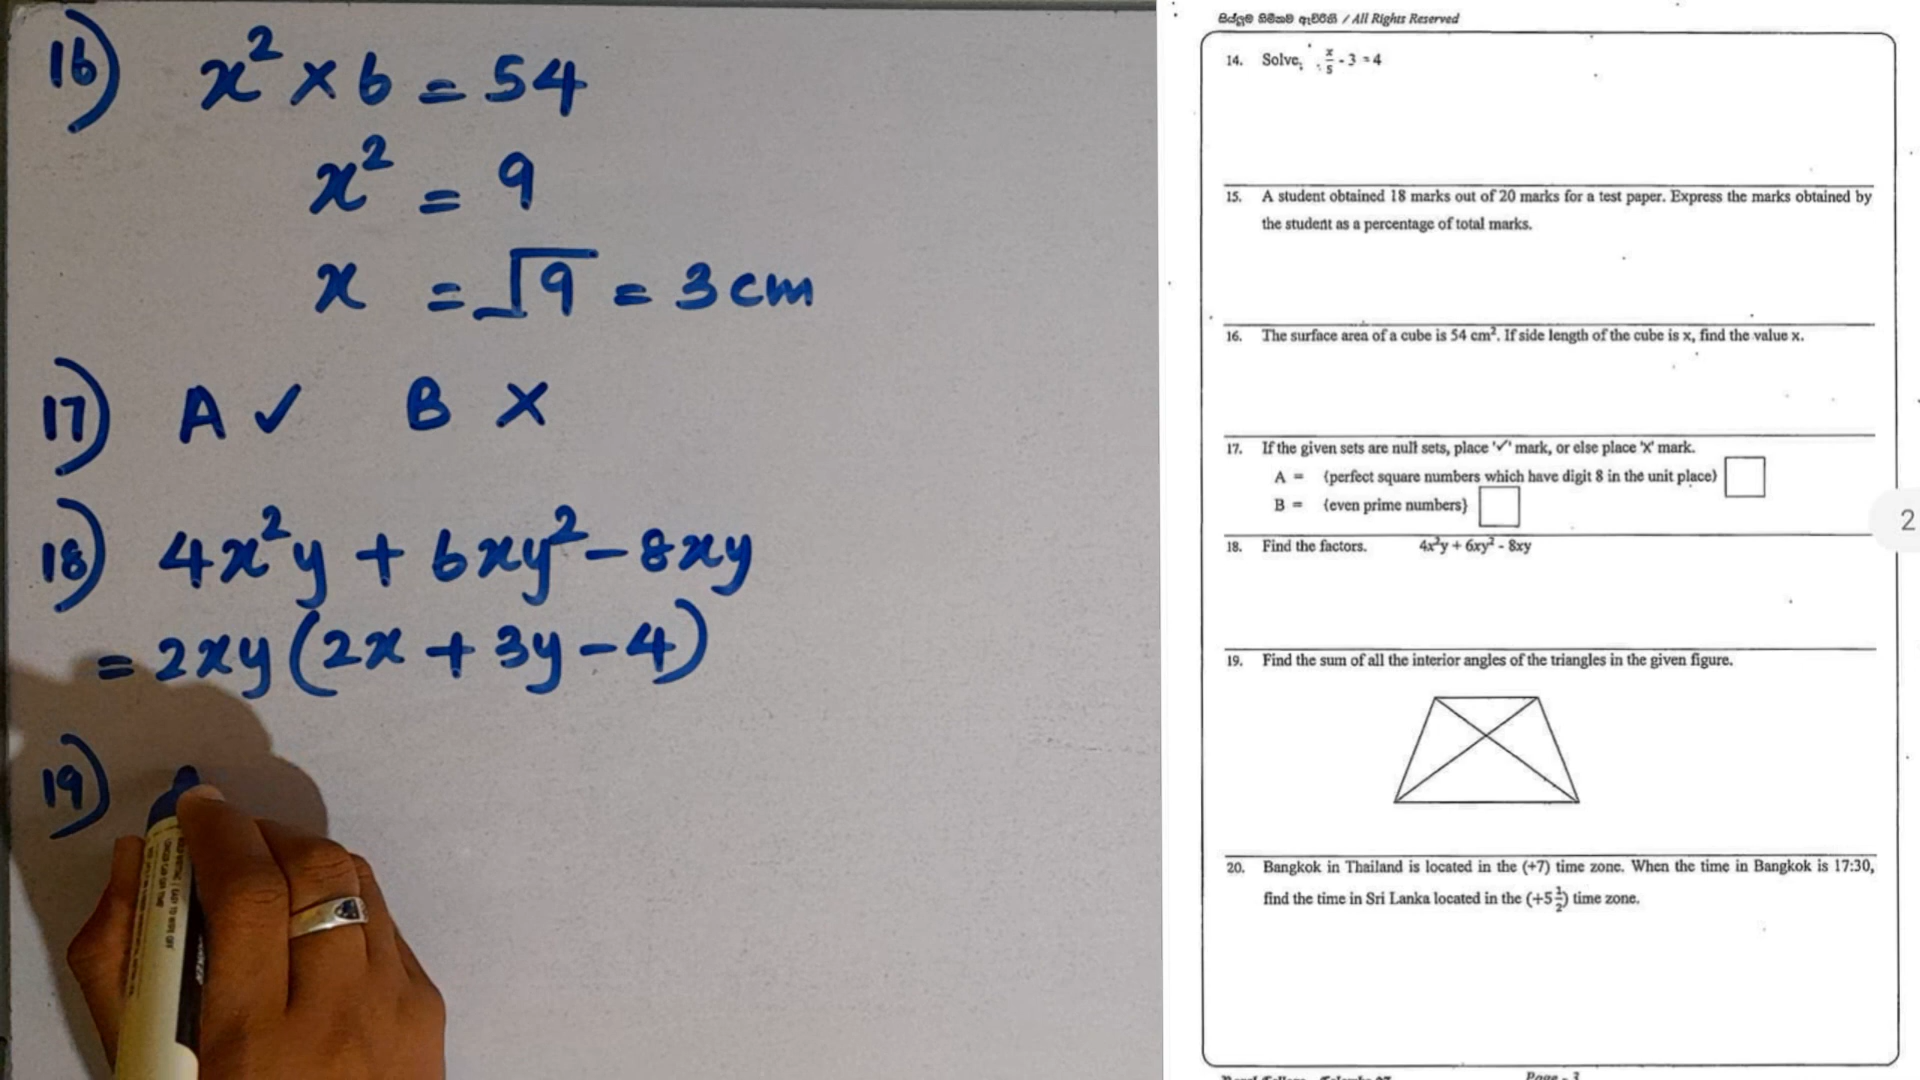 16) x² × 6 = 54
x² = 9
x = √9 = 3cm
17) A ✓ B ×
18) 4x²y + 6xy² − 8xy
= 2xy(2x + 3y − 4)
19)
/ All Rights Reserved
14. Solve, x/5 - 3 = 4
15. A student obtained 18 marks out of 20 marks for a test paper. Express the marks obtained by
the student as a percentage of total marks.
16. The surface area of a cube is 54 cm². If side length of the cube is x, find the value x.
17. If the given sets are null sets, place '✓' mark, or else place 'X' mark.
A = {perfect square numbers which have digit 8 in the unit place}
B = {even prime numbers}
18. Find the factors. 4x²y + 6xy² - 8xy
19. Find the sum of all the interior angles of the triangles in the given figure.
20. Bangkok in Thailand is located in the (+7) time zone. When the time in Bangkok is 17:30,
find the time in Sri Lanka located in the (+5 1/2) time zone.
2
Page - 3